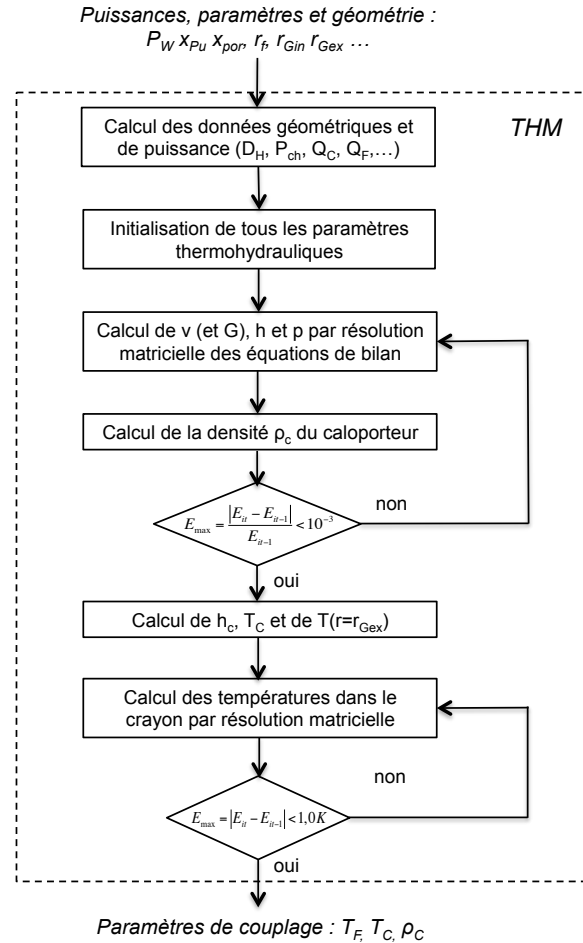 Puissances, paramètres et géométrie :
P_W x_Pu x_por, r_f, r_Gin r_Gex ...
THM
Calcul des données géométriques et
de puissance (D_H, P_ch, Q_C, Q_F,...)
Initialisation de tous les paramètres
thermohydrauliques
Calcul de v (et G), h et p par résolution
matricielle des équations de bilan
Calcul de la densité ρ_c du caloporteur
E_max = |E_it − E_it−1| / E_it−1 < 10^−3
non
oui
Calcul de h_c, T_C et de T(r=r_Gex)
Calcul des températures dans le
crayon par résolution matricielle
non
E_max = |E_it − E_it−1| < 1,0K
oui
Paramètres de couplage : T_F, T_C, ρ_C